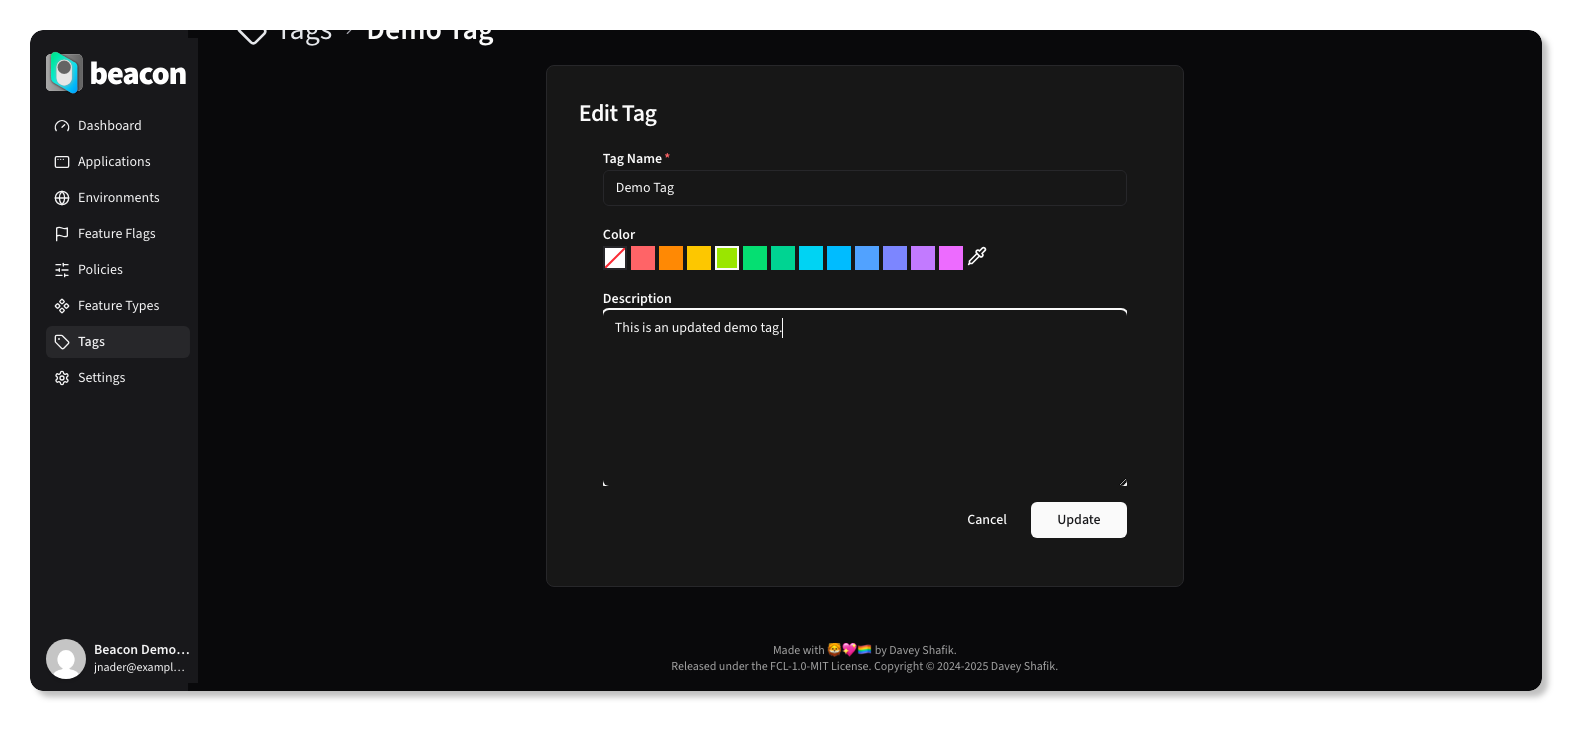 beacon
Dashboard
Applications
Environments
Feature Flags
Policies
Feature Types
Tags
Settings
Beacon Demo...
jnader@exampl...
Tags › Demo Tag
Edit Tag
Tag Name *
Demo Tag
Color
Description
This is an updated demo tag.
Cancel
Update
Made with 🦁💖🏳️‍🌈 by Davey Shafik.
Released under the FCL-1.0-MIT License. Copyright © 2024-2025 Davey Shafik.